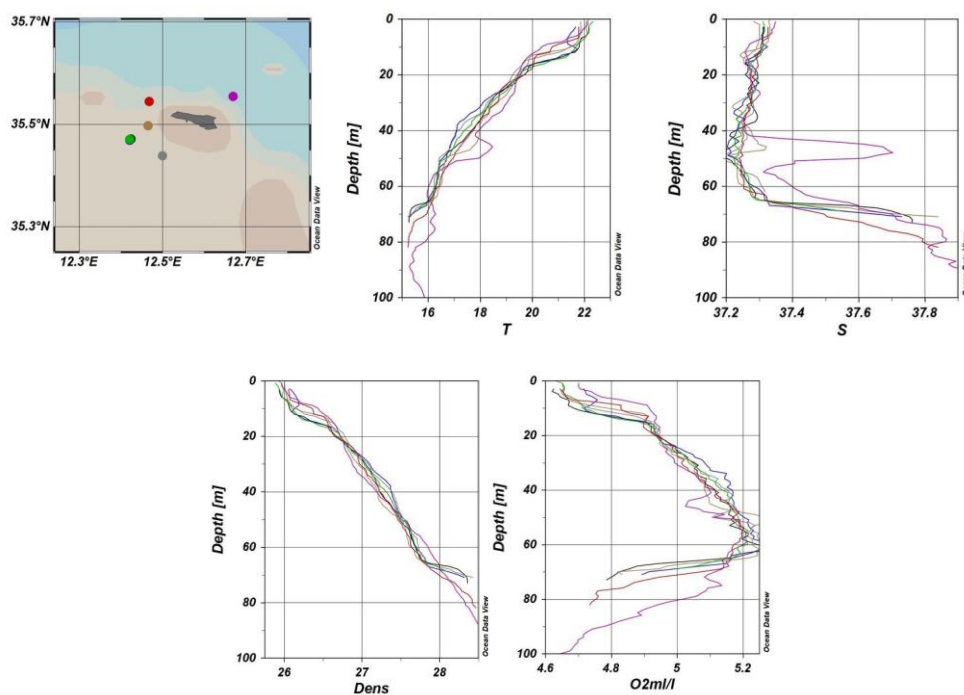 35.7°N
35.5°N
35.3°N
12.3°E 12.5°E 12.7°E
Ocean Data View
0
20
40
60
80
100
Depth [m]
16 18 20 22
T
Ocean Data View
0
20
40
60
80
100
Depth [m]
37.2 37.4 37.6 37.8
S
Ocean Data View
0
20
40
60
80
100
Depth [m]
26 27 28
Dens
Ocean Data View
0
20
40
60
80
100
Depth [m]
4.6 4.8 5 5.2
O2ml/l
Ocean Data View